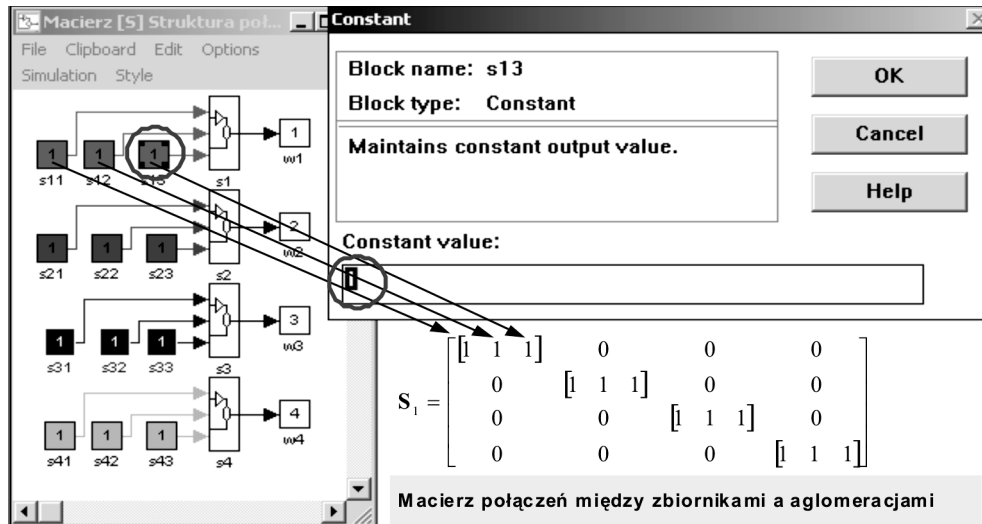 Macierz [S] Struktura poł...
File Clipboard Edit Options
Simulation Style
1 1 1 1
s11 s12 s13 s1 w1
1 1 1 2
s21 s22 s23 s2 w2
1 1 1 3
s31 s32 s33 s3 w3
1 1 1 4
s41 s42 s43 s4 w4
Constant
Block name: s13
Block type: Constant
Maintains constant output value.
OK
Cancel
Help
Constant value:
S₁ =
[1 1 1] 0 0 0
0 [1 1 1] 0 0
0 0 [1 1 1] 0
0 0 0 [1 1 1]
Macierz połączeń między zbiornikami a aglomeracjami